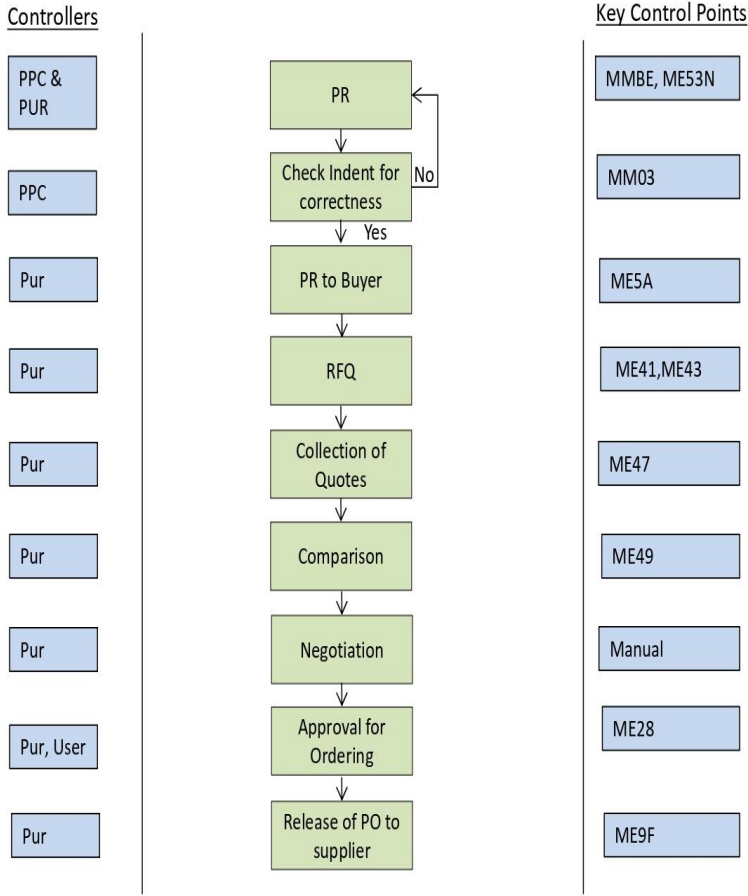 Controllers
Key Control Points
PPC &
PUR
PR
MMBE, ME53N
PPC
Check Indent for
correctness
No
MM03
Yes
Pur
PR to Buyer
ME5A
Pur
RFQ
ME41,ME43
Pur
Collection of
Quotes
ME47
Pur
Comparison
ME49
Pur
Negotiation
Manual
Pur, User
Approval for
Ordering
ME28
Pur
Release of PO to
supplier
ME9F